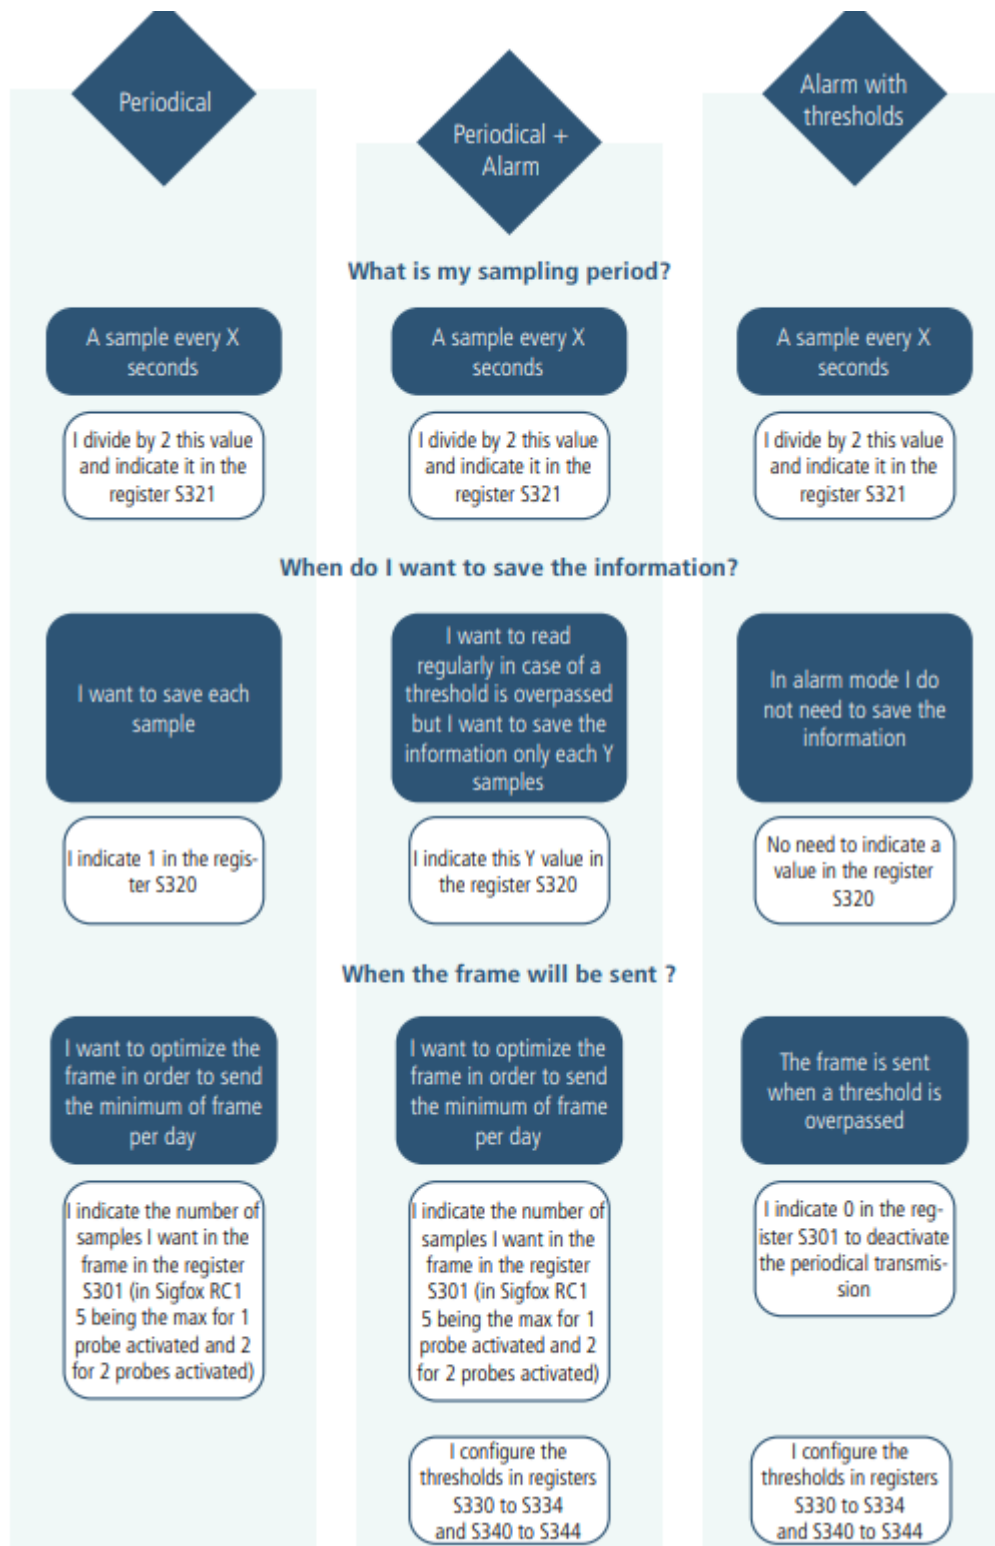 Periodical
Periodical +
Alarm
Alarm with
thresholds
What is my sampling period?
A sample every X
seconds
A sample every X
seconds
A sample every X
seconds
I divide by 2 this value
and indicate it in the
register S321
I divide by 2 this value
and indicate it in the
register S321
I divide by 2 this value
and indicate it in the
register S321
When do I want to save the information?
I want to save each
sample
I want to read
regularly in case of a
threshold is overpassed
but I want to save the
information only each Y
samples
In alarm mode I do
not need to save the
information
I indicate 1 in the regis-
ter S320
I indicate this Y value in
the register S320
No need to indicate a
value in the register
S320
When the frame will be sent ?
I want to optimize the
frame in order to send
the minimum of frame
per day
I want to optimize the
frame in order to send
the minimum of frame
per day
The frame is sent
when a threshold is
overpassed
I indicate the number of
samples I want in the
frame in the register
S301 (in Sigfox RC1
5 being the max for 1
probe activated and 2
for 2 probes activated)
I indicate the number of
samples I want in the
frame in the register
S301 (in Sigfox RC1
5 being the max for 1
probe activated and 2
for 2 probes activated)
I indicate 0 in the reg-
ister S301 to deactivate
the periodical transmis-
sion
I configure the
thresholds in registers
S330 to S334
and S340 to S344
I configure the
thresholds in registers
S330 to S334
and S340 to S344